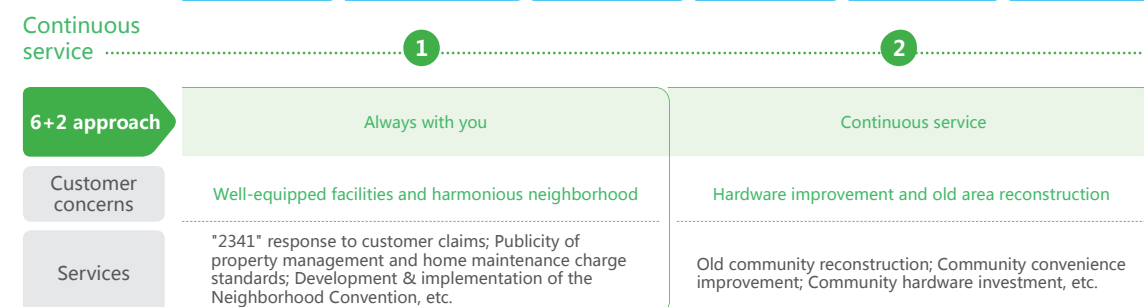 Continuous
service
1
2
6+2 approach
Always with you
Continuous service
Customer
concerns
Well-equipped facilities and harmonious neighborhood
Hardware improvement and old area reconstruction
Services
"2341" response to customer claims; Publicity of
property management and home maintenance charge
standards; Development & implementation of the
Neighborhood Convention, etc.
Old community reconstruction; Community convenience
improvement; Community hardware investment, etc.